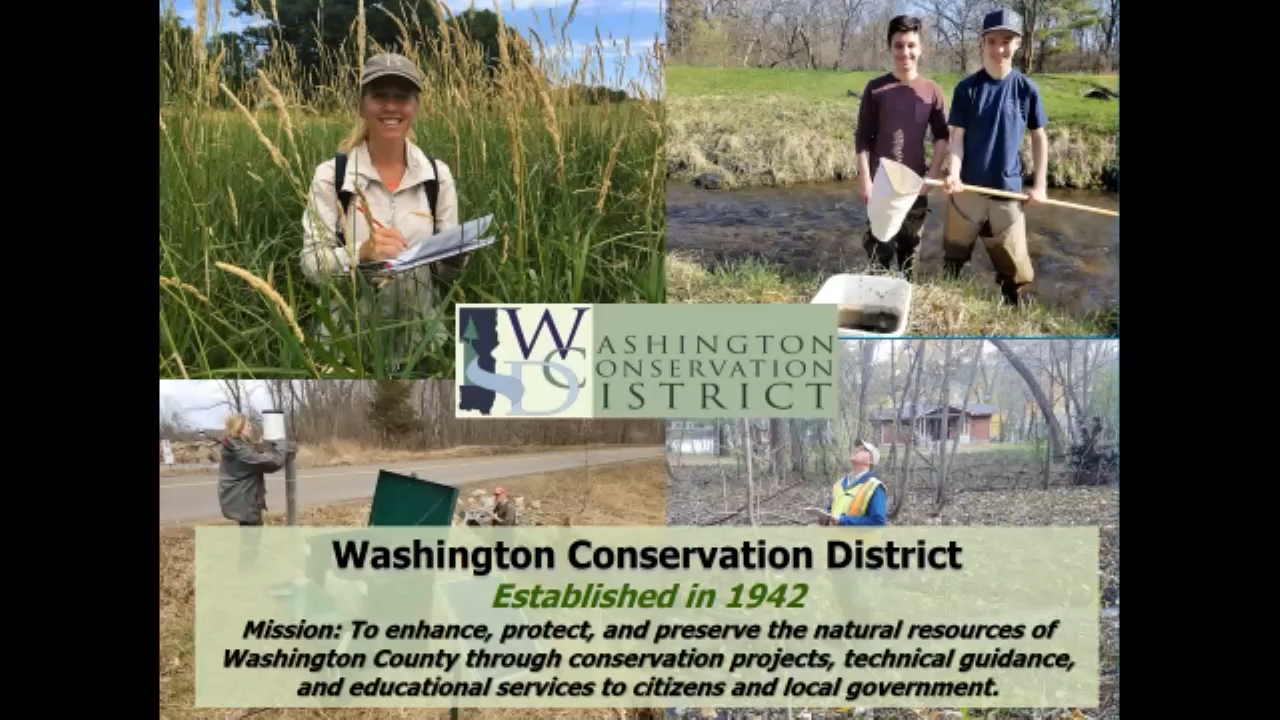 WCD
WASHINGTON
CONSERVATION
DISTRICT
Washington Conservation District
Established in 1942
Mission: To enhance, protect, and preserve the natural resources of
Washington County through conservation projects, technical guidance,
and educational services to citizens and local government.